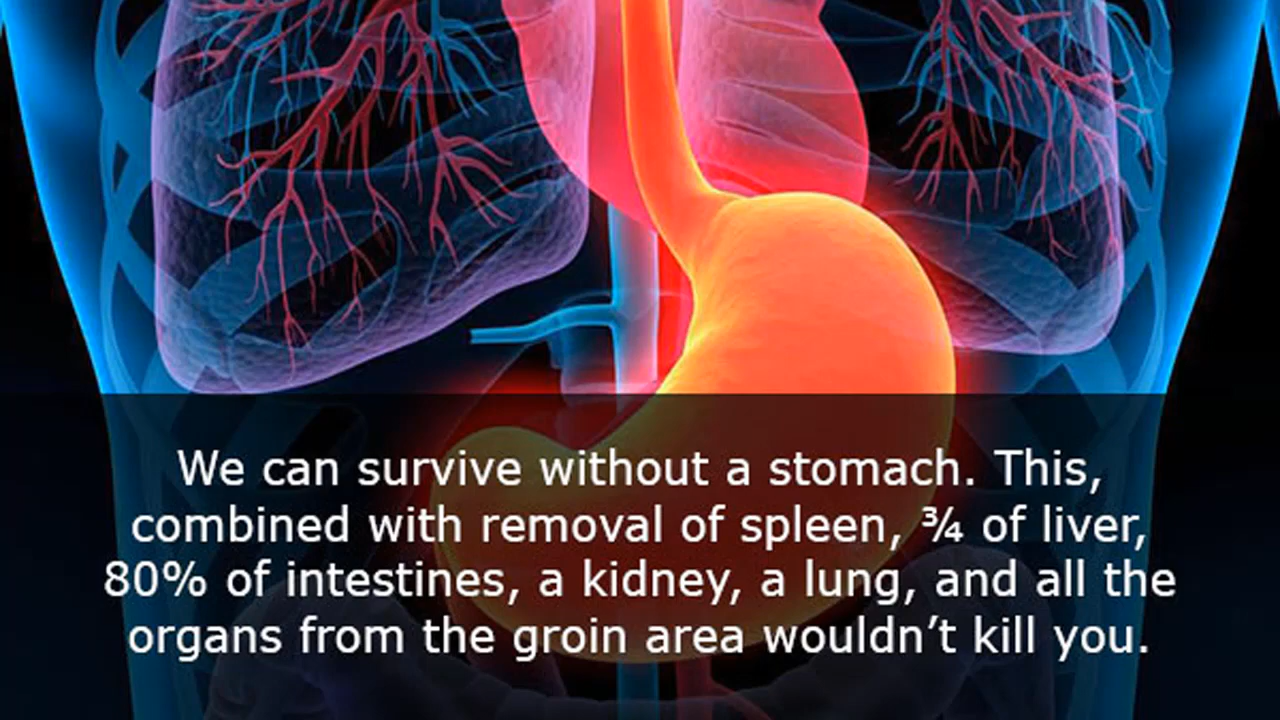 We can survive without a stomach. This,
combined with removal of spleen, ¾ of liver,
80% of intestines, a kidney, a lung, and all the
organs from the groin area wouldn’t kill you.